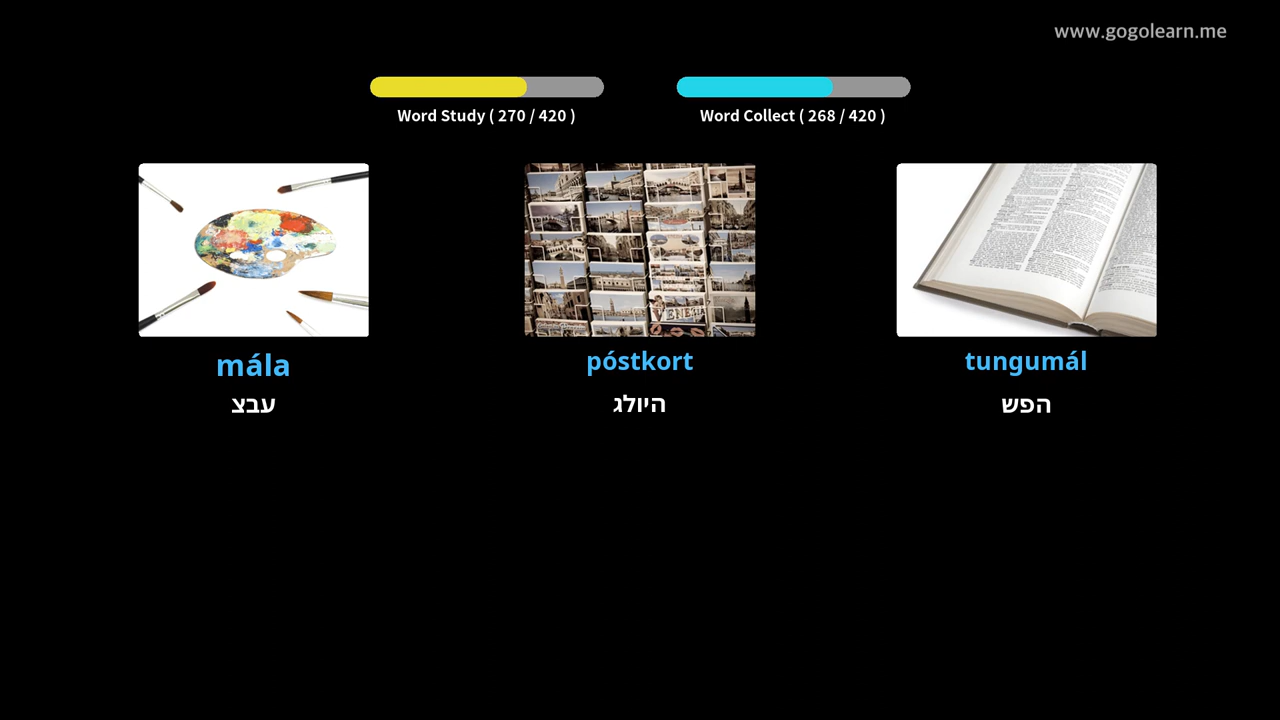 www.gogolearn.me
Word Study ( 270 / 420 )
Word Collect ( 268 / 420 )
mála
עבצ
póstkort
היולג
tungumál
הפש